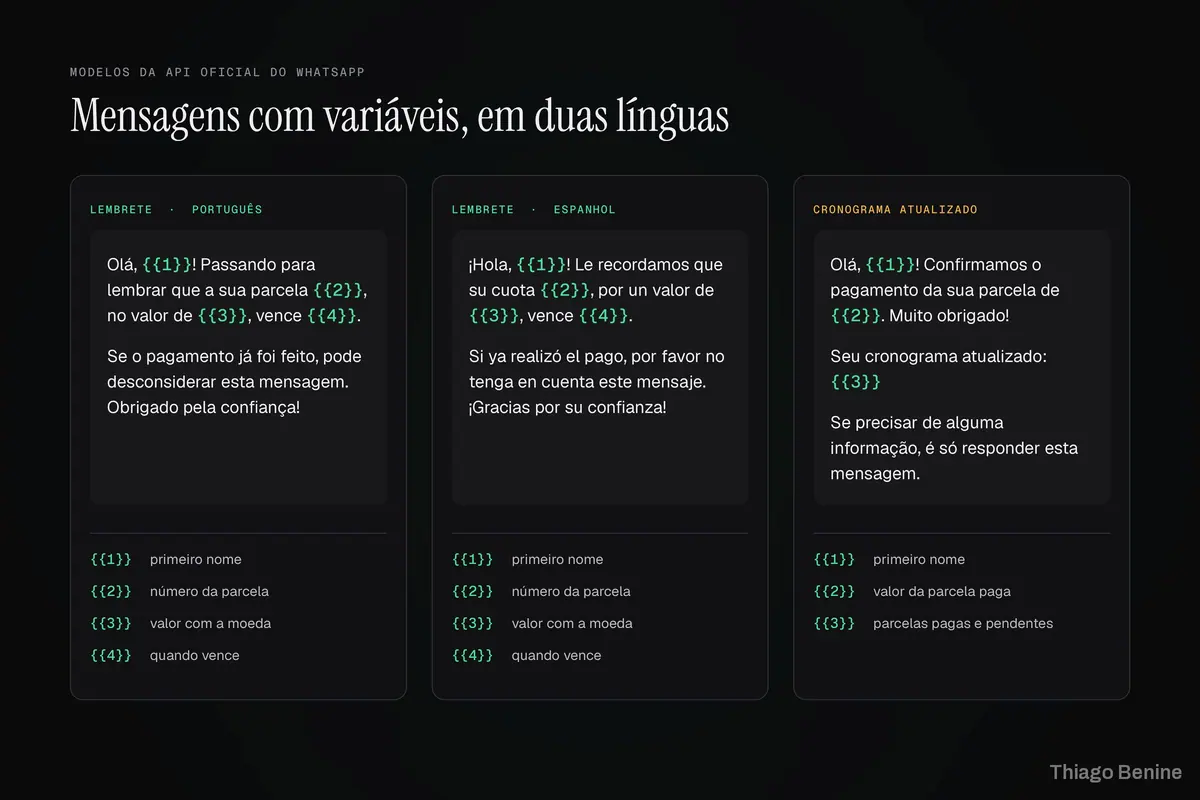 MODELOS DA API OFICIAL DO WHATSAPP
Mensagens com variáveis, em duas línguas
LEMBRETE · PORTUGUÊS
Olá, {{1}}! Passando para
lembrar que a sua parcela {{2}},
no valor de {{3}}, vence {{4}}.
Se o pagamento já foi feito, pode
desconsiderar esta mensagem.
Obrigado pela confiança!
{{1}} primeiro nome
{{2}} número da parcela
{{3}} valor com a moeda
{{4}} quando vence
LEMBRETE · ESPANHOL
¡Hola, {{1}}! Le recordamos que
su cuota {{2}}, por un valor de
{{3}}, vence {{4}}.
Si ya realizó el pago, por favor no
tenga en cuenta este mensaje.
¡Gracias por su confianza!
{{1}} primeiro nome
{{2}} número da parcela
{{3}} valor com a moeda
{{4}} quando vence
CRONOGRAMA ATUALIZADO
Olá, {{1}}! Confirmamos o
pagamento da sua parcela de
{{2}}. Muito obrigado!
Seu cronograma atualizado:
{{3}}
Se precisar de alguma
informação, é só responder esta
mensagem.
{{1}} primeiro nome
{{2}} valor da parcela paga
{{3}} parcelas pagas e pendentes
Thiago Benine